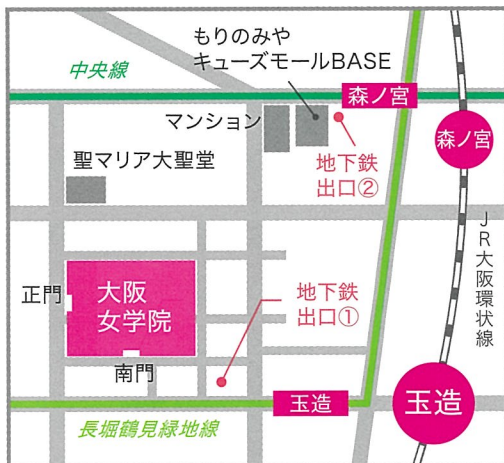 もりのみや
キューズモールBASE
中央線
森ノ宮
マンション
森ノ宮
聖マリア大聖堂
地下鉄
出口②
JR大阪環状線
正門
大阪
女学院
地下鉄
出口①
南門
玉造
玉造
長堀鶴見緑地線